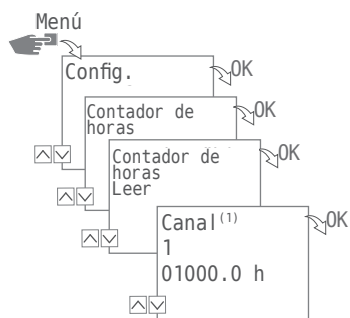 Menú
Config.
OK
Contador de
horas
OK
Contador de
horas
Leer
OK
Canal(1)
1
01000.0 h
OK